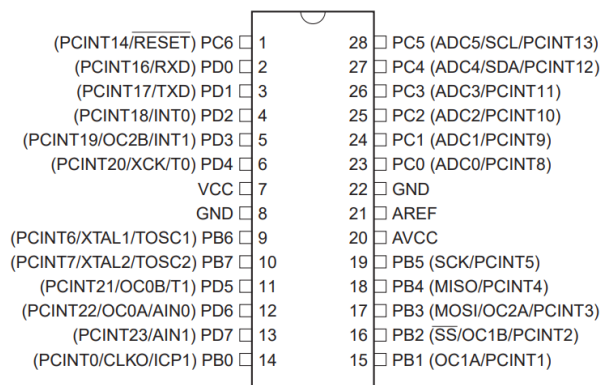 (PCINT14/RESET) PC6 1 28 PC5 (ADC5/SCL/PCINT13)
(PCINT16/RXD) PD0 2 27 PC4 (ADC4/SDA/PCINT12)
(PCINT17/TXD) PD1 3 26 PC3 (ADC3/PCINT11)
(PCINT18/INT0) PD2 4 25 PC2 (ADC2/PCINT10)
(PCINT19/OC2B/INT1) PD3 5 24 PC1 (ADC1/PCINT9)
(PCINT20/XCK/T0) PD4 6 23 PC0 (ADC0/PCINT8)
VCC 7 22 GND
GND 8 21 AREF
(PCINT6/XTAL1/TOSC1) PB6 9 20 AVCC
(PCINT7/XTAL2/TOSC2) PB7 10 19 PB5 (SCK/PCINT5)
(PCINT21/OC0B/T1) PD5 11 18 PB4 (MISO/PCINT4)
(PCINT22/OC0A/AIN0) PD6 12 17 PB3 (MOSI/OC2A/PCINT3)
(PCINT23/AIN1) PD7 13 16 PB2 (SS/OC1B/PCINT2)
(PCINT0/CLKO/ICP1) PB0 14 15 PB1 (OC1A/PCINT1)